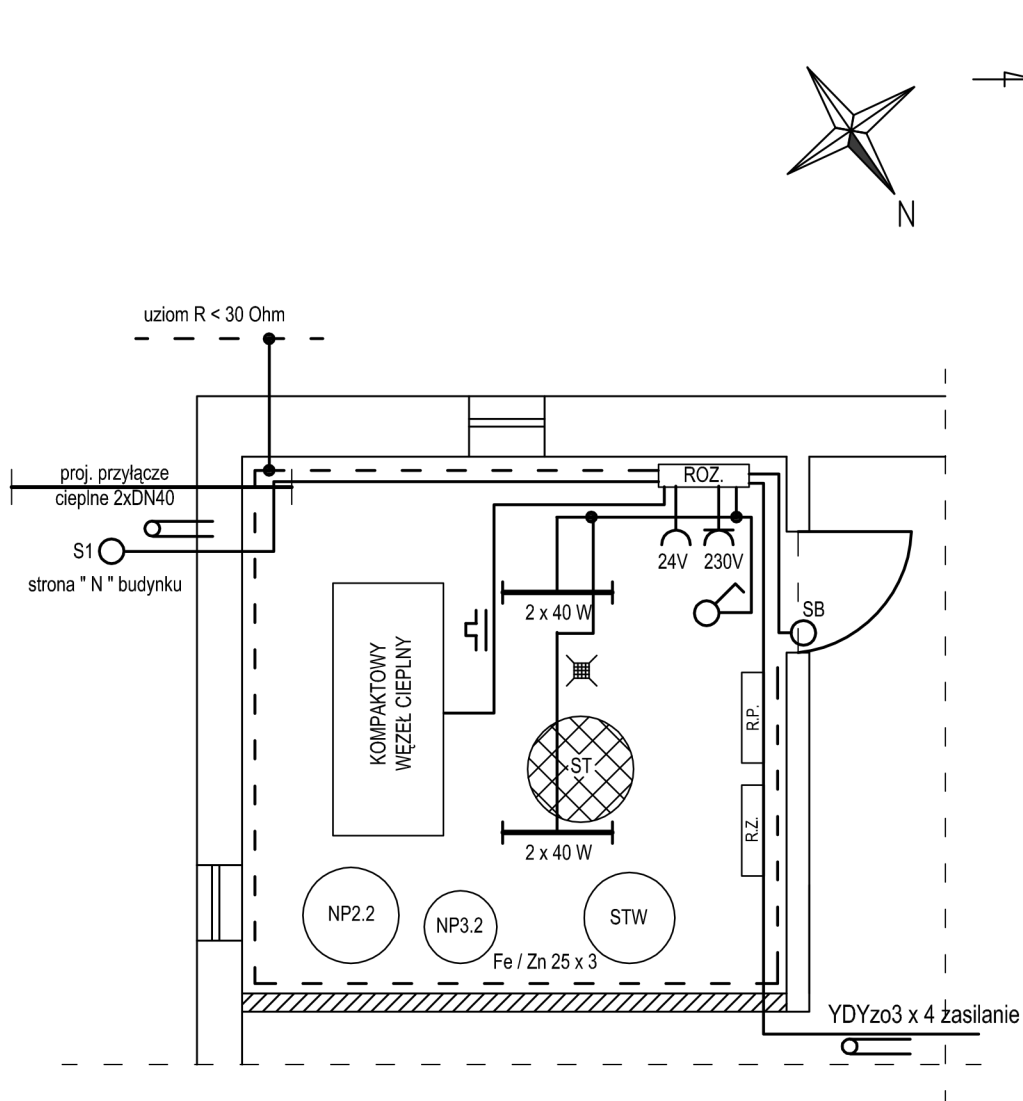 N
uziom R < 30 Ohm
proj. przyłącze
cieplne 2xDN40
ROZ.
S1
strona " N " budynku
24V
230V
2 x 40 W
SB
KOMPAKTOWY
WĘZEŁ CIEPLNY
R.P.
ST
R.Z.
2 x 40 W
NP2.2
NP3.2
STW
Fe / Zn 25 x 3
YDYzo3 x 4 zasilanie